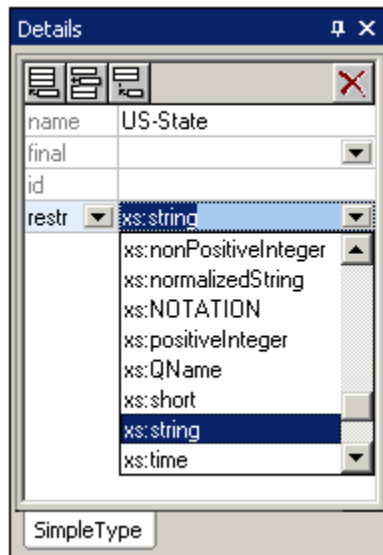 Details
name US-State
final
id
restr xs:string
xs:nonPositiveInteger
xs:normalizedString
xs:NOTATION
xs:positiveInteger
xs:QName
xs:short
xs:string
xs:time
SimpleType